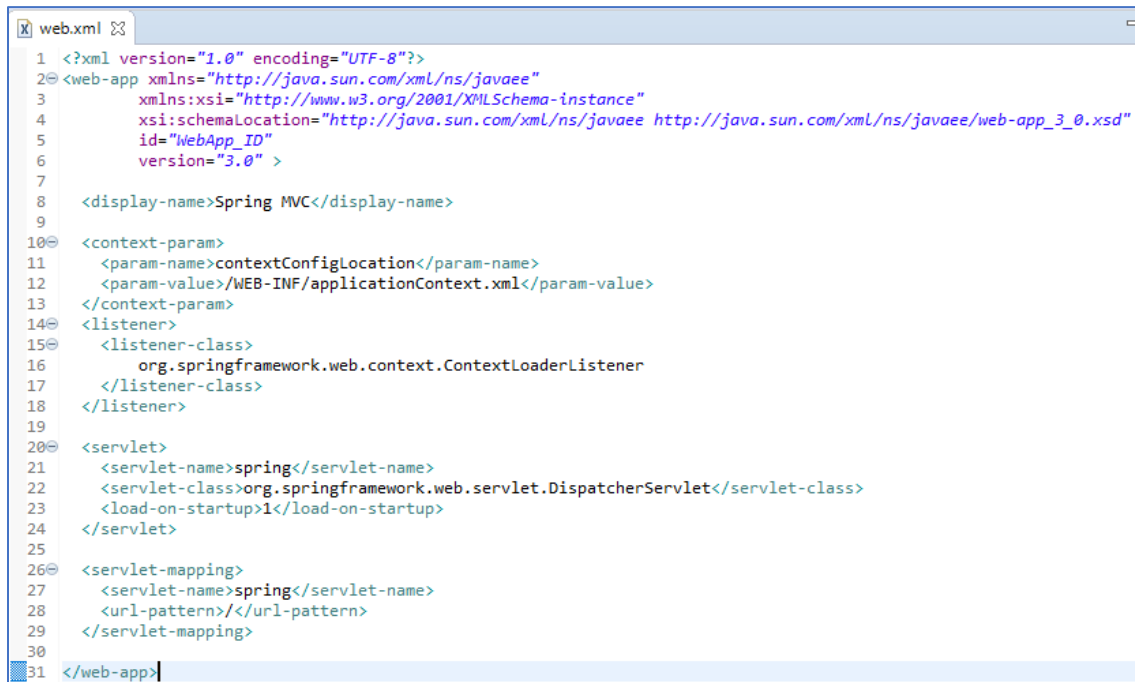 web.xml
1 <?xml version="1.0" encoding="UTF-8"?>
2 <web-app xmlns="http://java.sun.com/xml/ns/javaee"
3 xmlns:xsi="http://www.w3.org/2001/XMLSchema-instance"
4 xsi:schemaLocation="http://java.sun.com/xml/ns/javaee http://java.sun.com/xml/ns/javaee/web-app_3_0.xsd"
5 id="WebApp_ID"
6 version="3.0" >
7
8 <display-name>Spring MVC</display-name>
9
10 <context-param>
11 <param-name>contextConfigLocation</param-name>
12 <param-value>/WEB-INF/applicationContext.xml</param-value>
13 </context-param>
14 <listener>
15 <listener-class>
16 org.springframework.web.context.ContextLoaderListener
17 </listener-class>
18 </listener>
19
20 <servlet>
21 <servlet-name>spring</servlet-name>
22 <servlet-class>org.springframework.web.servlet.DispatcherServlet</servlet-class>
23 <load-on-startup>1</load-on-startup>
24 </servlet>
25
26 <servlet-mapping>
27 <servlet-name>spring</servlet-name>
28 <url-pattern>/</url-pattern>
29 </servlet-mapping>
30
31 </web-app>